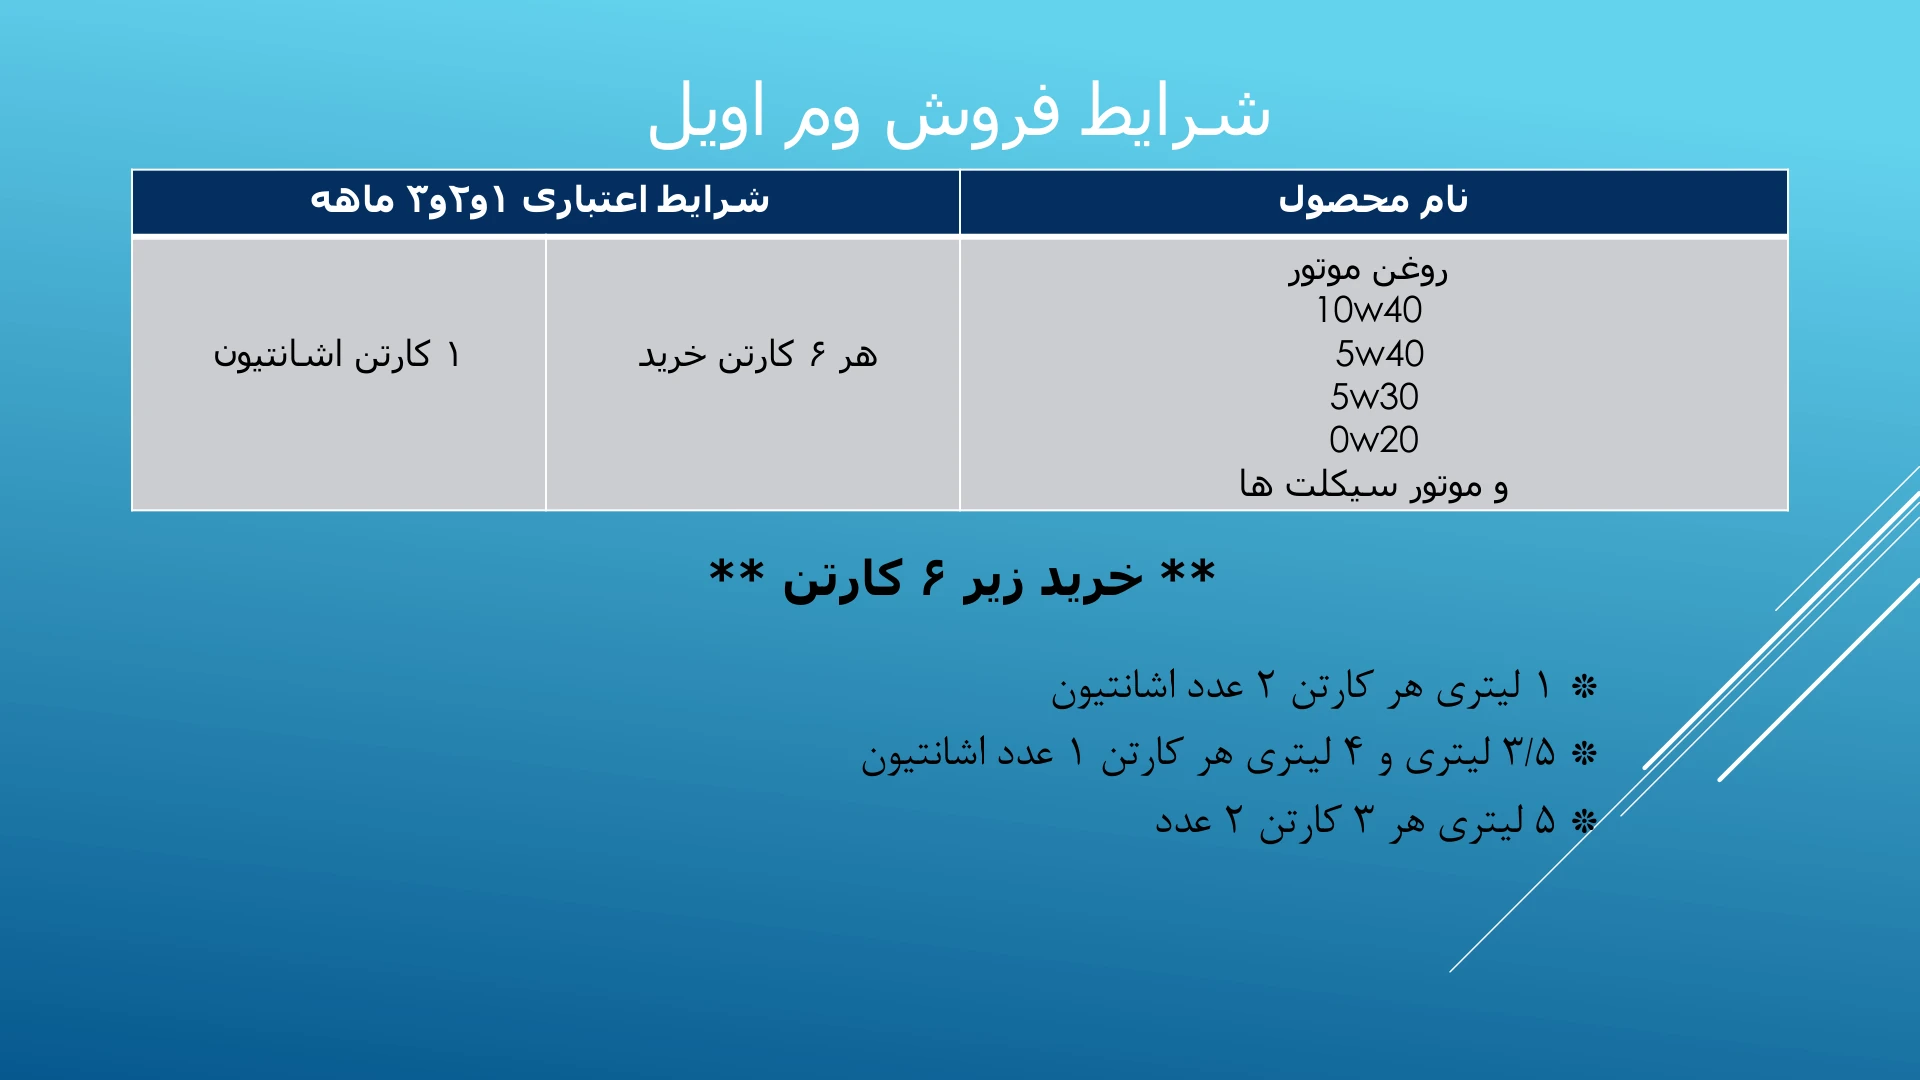 شرایط فروش وم اویل
نام محصول
شرایط اعتباری ۱و۲و۳ ماهه
روغن موتور
10w40
5w40
5w30
0w20
و موتور سیکلت ها
هر ۶ کارتن خرید
۱ کارتن اشانتیون
** خرید زیر ۶ کارتن **
❊ ۱ لیتری هر کارتن ۲ عدد اشانتیون
❊ ۳/۵ لیتری و ۴ لیتری هر کارتن ۱ عدد اشانتیون
❊ ۵ لیتری هر ۳ کارتن ۲ عدد